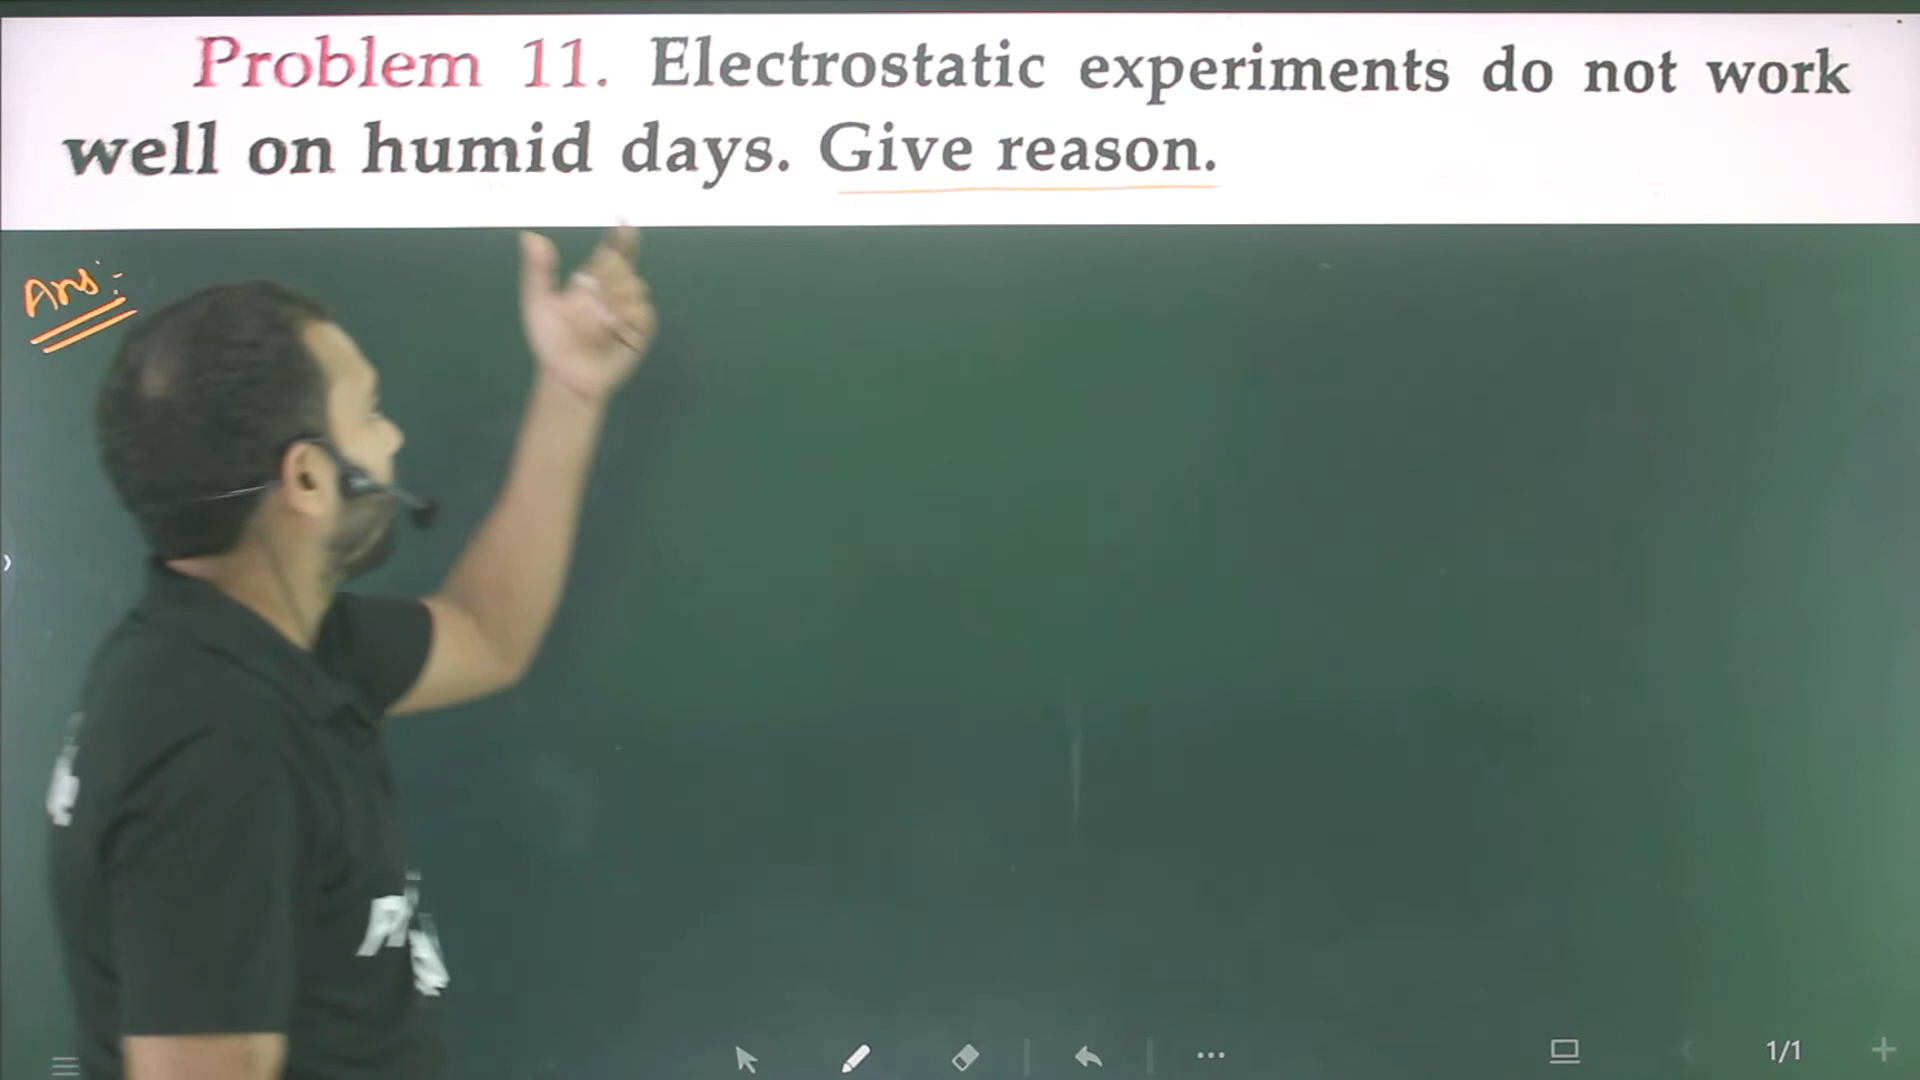 Problem 11. Electrostatic experiments do not work
well on humid days. Give reason.
Ans:
1/1